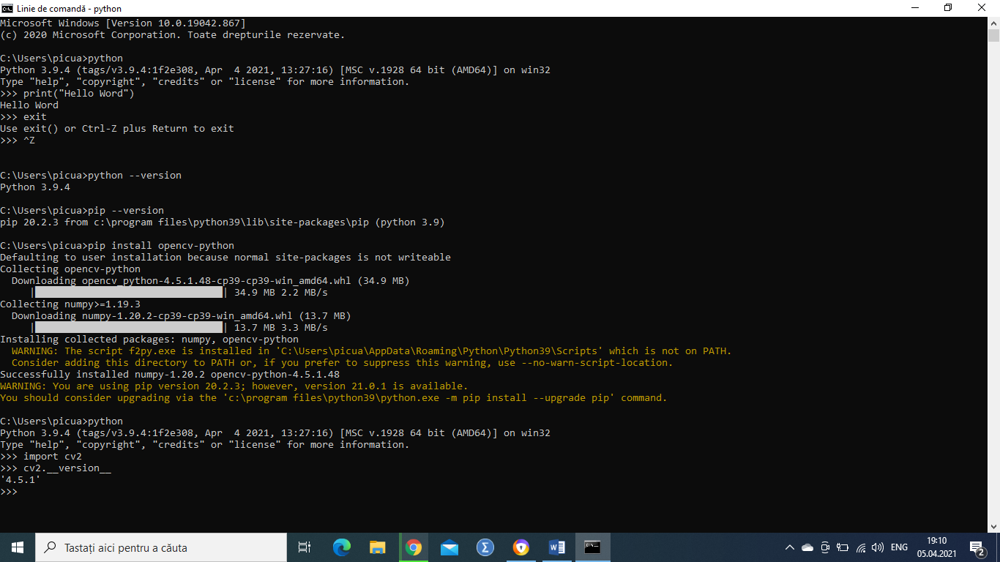 Linie de comandă - python
Microsoft Windows [Version 10.0.19042.867]
(c) 2020 Microsoft Corporation. Toate drepturile rezervate.
C:\Users\picua>python
Python 3.9.4 (tags/v3.9.4:1f2e308, Apr  4 2021, 13:27:16) [MSC v.1928 64 bit (AMD64)] on win32
Type "help", "copyright", "credits" or "license" for more information.
>>> print("Hello Word")
Hello Word
>>> exit
Use exit() or Ctrl-Z plus Return to exit
>>> ^Z
C:\Users\picua>python --version
Python 3.9.4
C:\Users\picua>pip --version
pip 20.2.3 from c:\program files\python39\lib\site-packages\pip (python 3.9)
C:\Users\picua>pip install opencv-python
Defaulting to user installation because normal site-packages is not writeable
Collecting opencv-python
  Downloading opencv_python-4.5.1.48-cp39-cp39-win_amd64.whl (34.9 MB)
     |████████████████████████████████| 34.9 MB 2.2 MB/s
Collecting numpy>=1.19.3
  Downloading numpy-1.20.2-cp39-cp39-win_amd64.whl (13.7 MB)
     |████████████████████████████████| 13.7 MB 3.3 MB/s
Installing collected packages: numpy, opencv-python
  WARNING: The script f2py.exe is installed in 'C:\Users\picua\AppData\Roaming\Python\Python39\Scripts' which is not on PATH.
  Consider adding this directory to PATH or, if you prefer to suppress this warning, use --no-warn-script-location.
Successfully installed numpy-1.20.2 opencv-python-4.5.1.48
WARNING: You are using pip version 20.2.3; however, version 21.0.1 is available.
You should consider upgrading via the 'c:\program files\python39\python.exe -m pip install --upgrade pip' command.
C:\Users\picua>python
Python 3.9.4 (tags/v3.9.4:1f2e308, Apr  4 2021, 13:27:16) [MSC v.1928 64 bit (AMD64)] on win32
Type "help", "copyright", "credits" or "license" for more information.
>>> import cv2
>>> cv2.__version__
'4.5.1'
>>>
Tastați aici pentru a căuta
ENG
19:10
05.04.2021
2